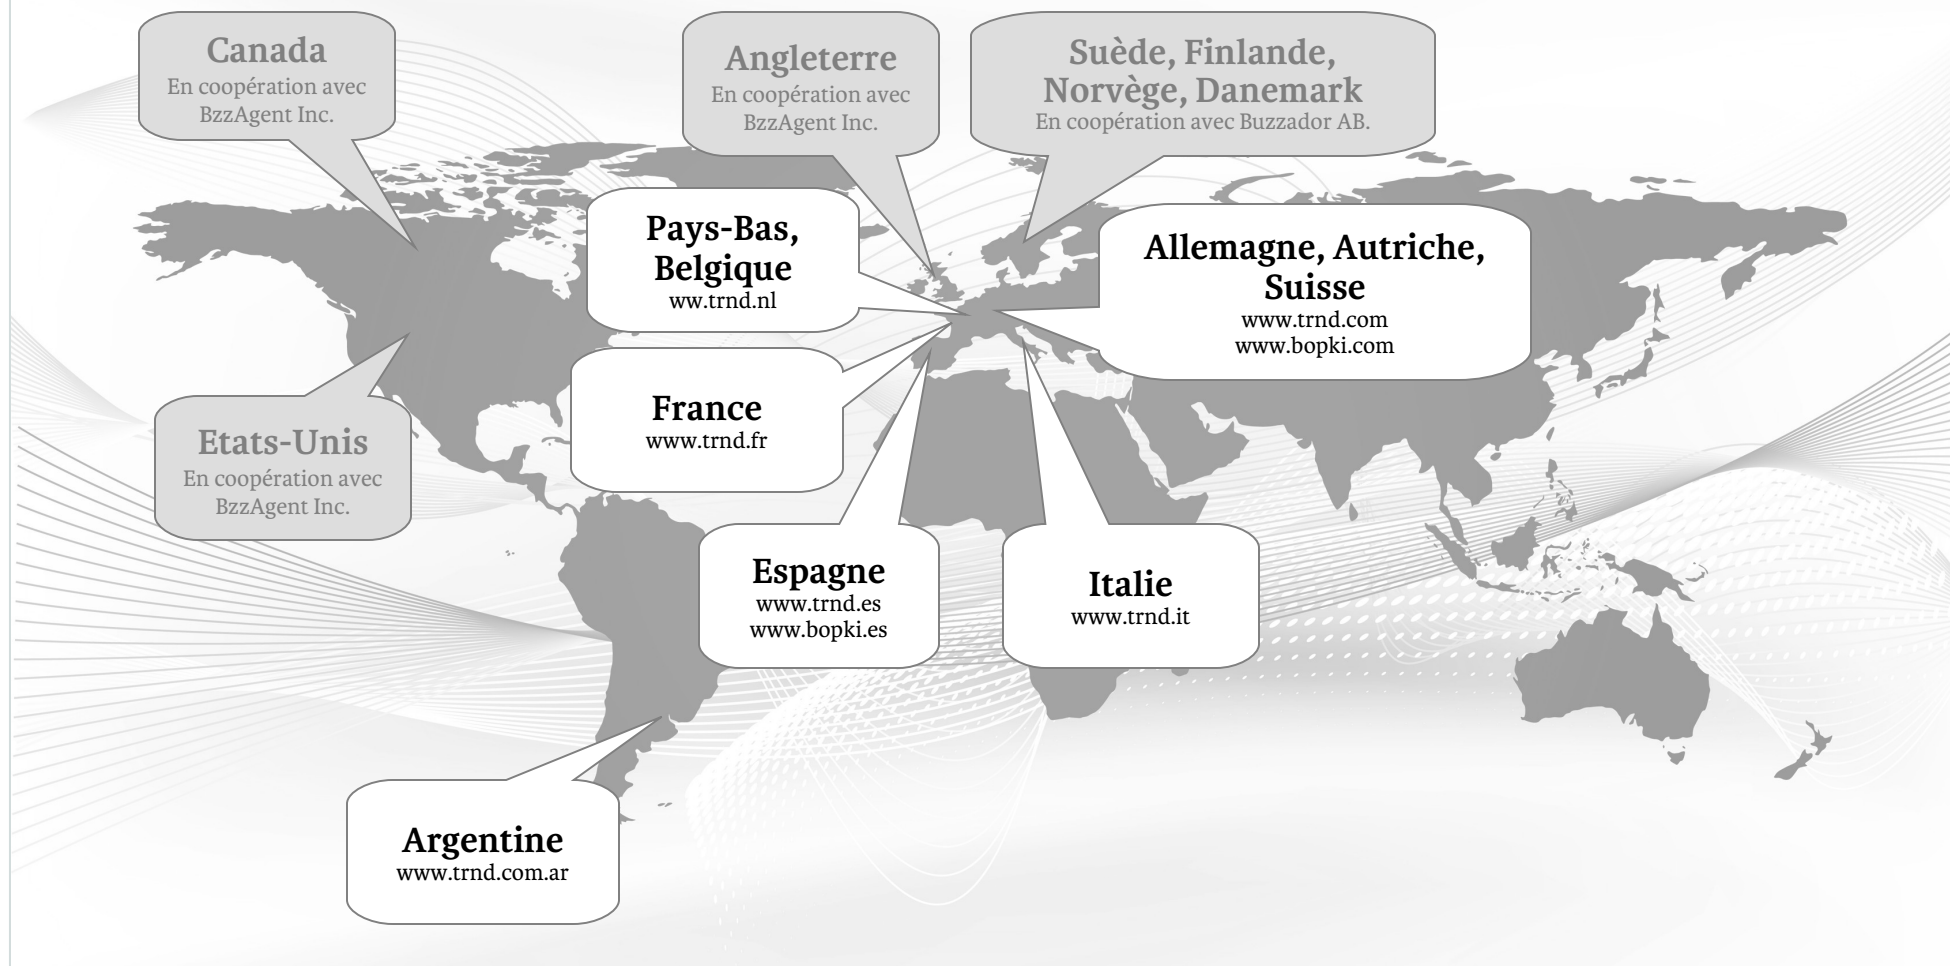 Canada
En coopération avec
BzzAgent Inc.
Angleterre
En coopération avec
BzzAgent Inc.
Suède, Finlande,
Norvège, Danemark
En coopération avec Buzzador AB.
Pays-Bas,
Belgique
ww.trnd.nl
Allemagne, Autriche,
Suisse
www.trnd.com
www.bopki.com
France
www.trnd.fr
Etats-Unis
En coopération avec
BzzAgent Inc.
Espagne
www.trnd.es
www.bopki.es
Italie
www.trnd.it
Argentine
www.trnd.com.ar